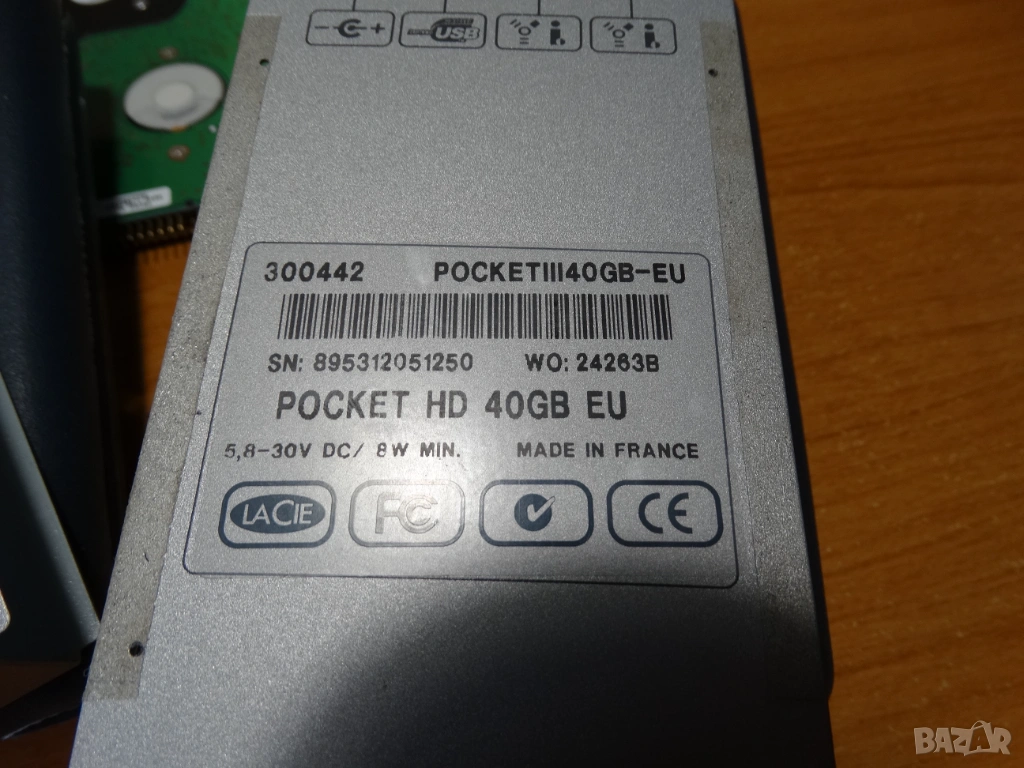 USB
300442 POCKETIII40GB-EU
SN: 895312051250 WO: 24263B
POCKET HD 40GB EU
5,8-30V DC/ 8W MIN. MADE IN FRANCE
LACIE FC CE
BAZAR